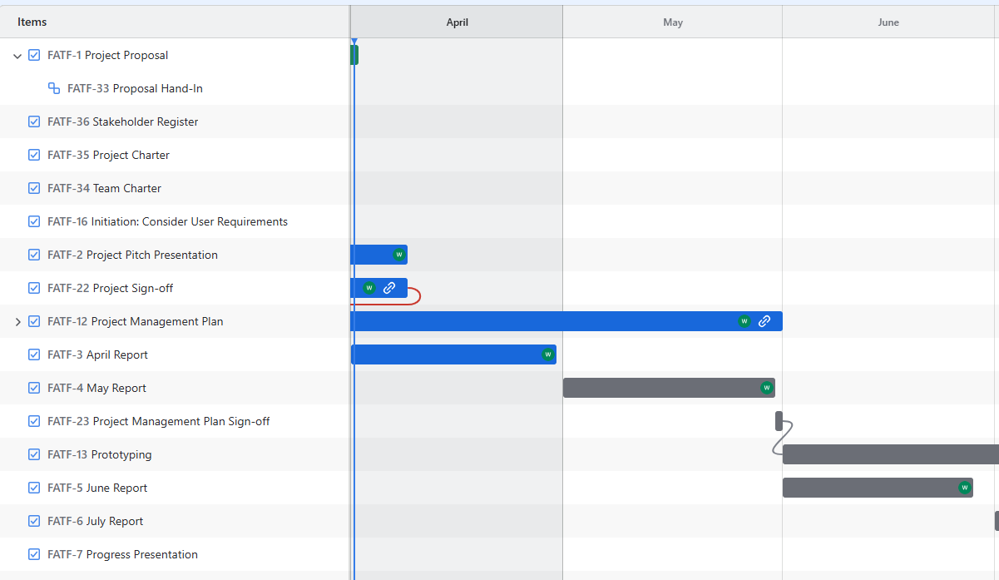 Items April May June
FATF-1 Project Proposal
FATF-33 Proposal Hand-In
FATF-36 Stakeholder Register
FATF-35 Project Charter
FATF-34 Team Charter
FATF-16 Initiation: Consider User Requirements
FATF-2 Project Pitch Presentation W
FATF-22 Project Sign-off W
FATF-12 Project Management Plan W
FATF-3 April Report W
FATF-4 May Report W
FATF-23 Project Management Plan Sign-off
FATF-13 Prototyping
FATF-5 June Report W
FATF-6 July Report
FATF-7 Progress Presentation